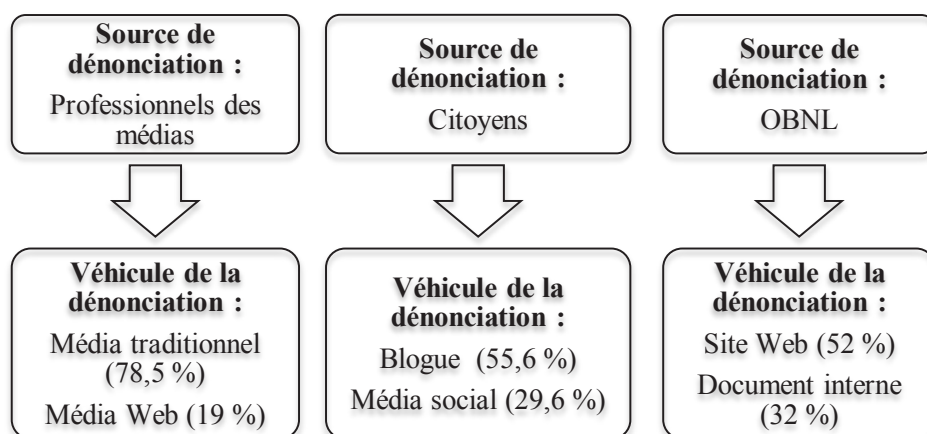 Source de
dénonciation :
Professionnels des
médias
Source de
dénonciation :
Citoyens
Source de
dénonciation :
OBNL
Véhicule de la
dénonciation :
Média traditionnel
(78,5 %)
Média Web (19 %)
Véhicule de la
dénonciation :
Blogue (55,6 %)
Média social (29,6 %)
Véhicule de la
dénonciation :
Site Web (52 %)
Document interne
(32 %)